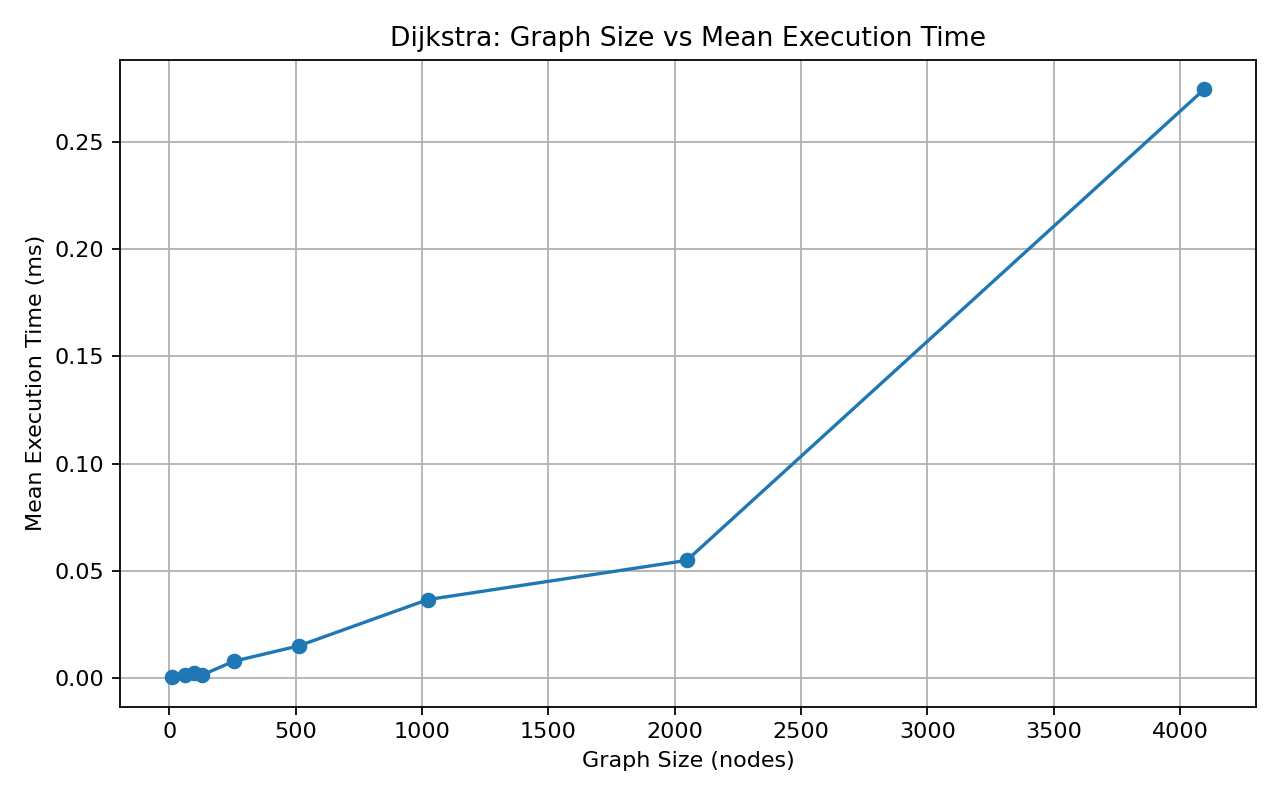 Dijkstra: Graph Size vs Mean Execution Time
Mean Execution Time (ms)
0.25
0.20
0.15
0.10
0.05
0.00
0 500 1000 1500 2000 2500 3000 3500 4000
Graph Size (nodes)